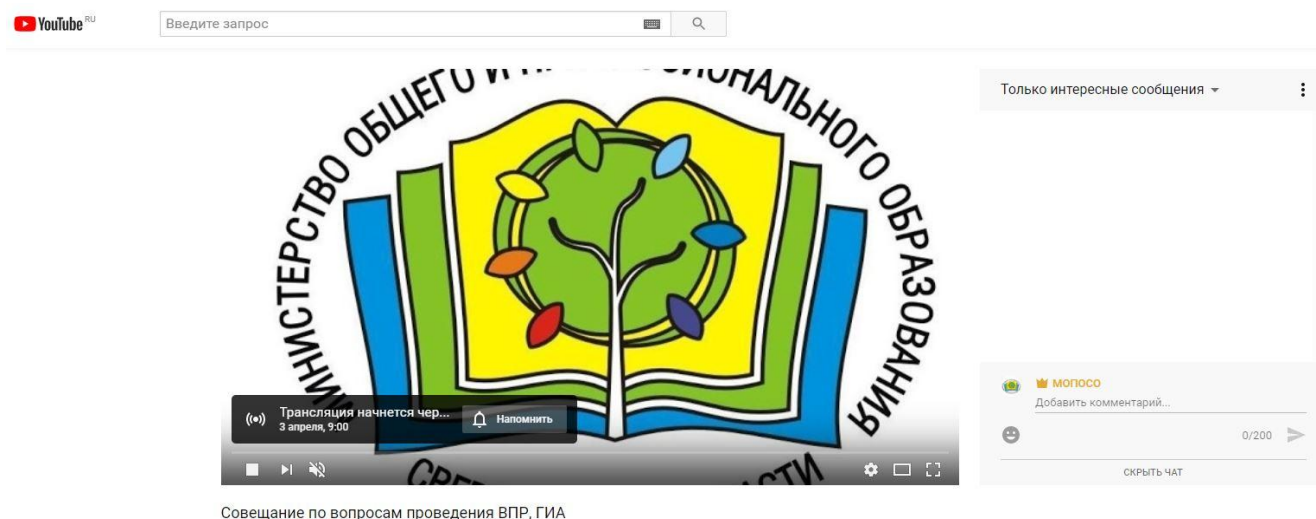 YouTube RU
Введите запрос
МИНИСТЕРСТВО ОБЩЕГО И ОБРАЗОВАНИЯ
Трансляция начнется чер...
3 апреля, 9:00
Напомнить
Совещание по вопросам проведения ВПР, ГИА
Только интересные сообщения
МОПОСО
Добавить комментарий...
0/200
СКРЫТЬ ЧАТ